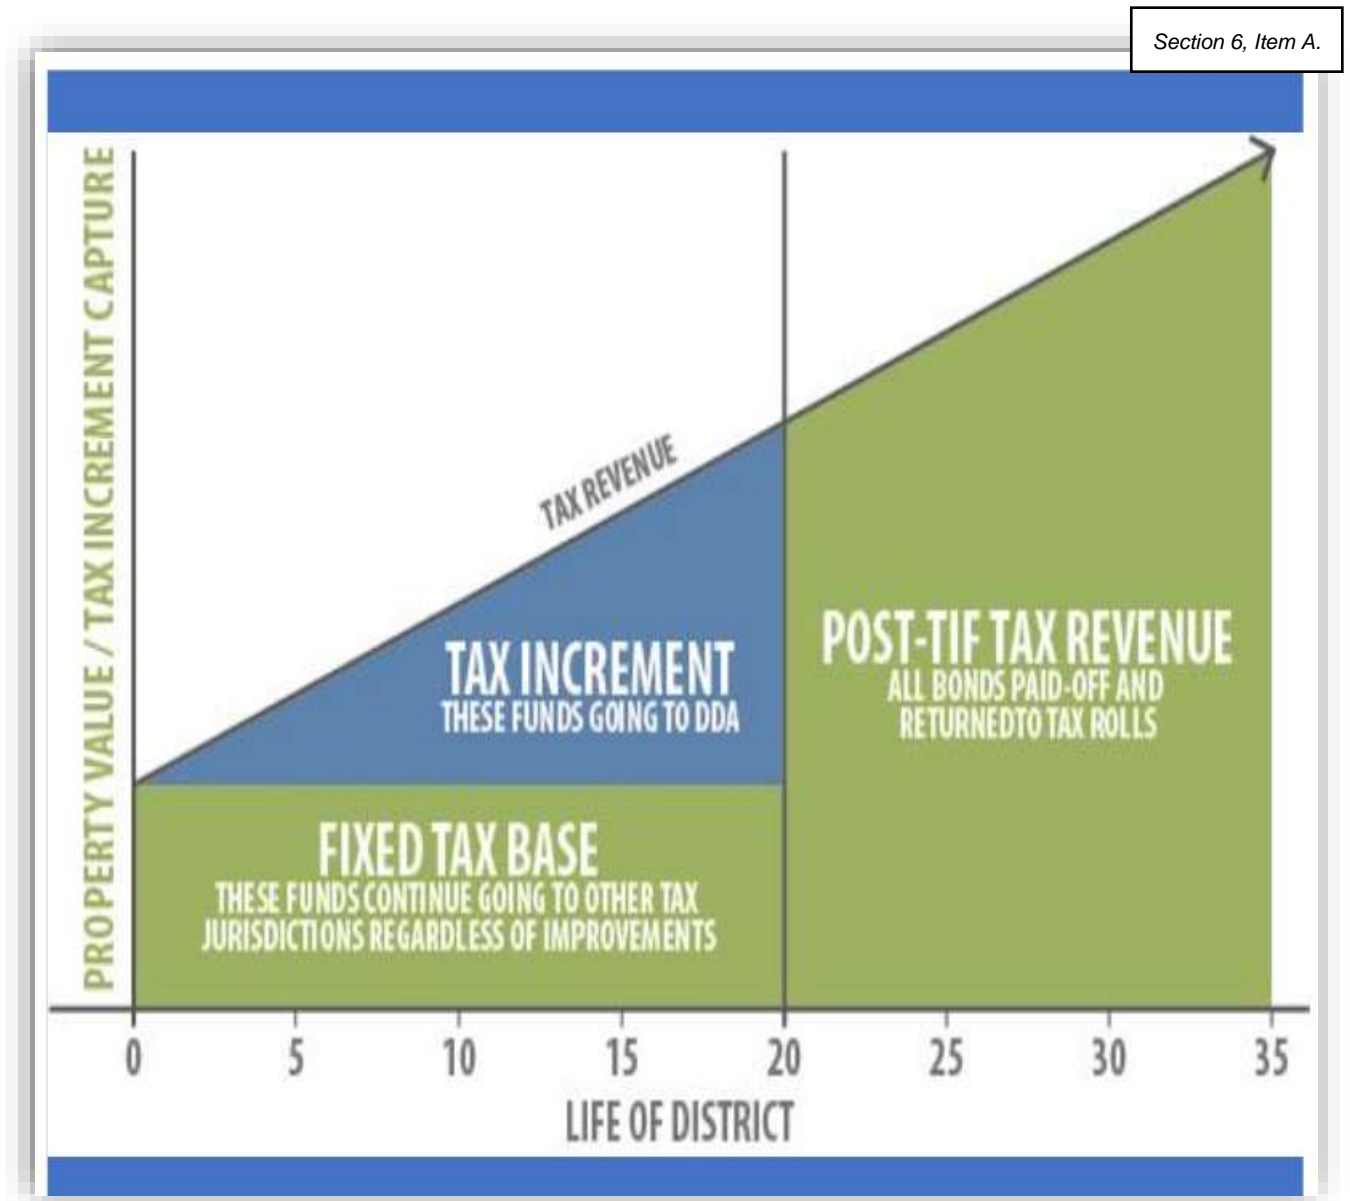 Section 6, Item A.
PROPERTY VALUE / TAX INCREMENT CAPTURE
TAX REVENUE
TAX INCREMENT
THESE FUNDS GOING TO DDA
POST-TIF TAX REVENUE
ALL BONDS PAID-OFF AND
RETURNEDTO TAX ROLLS
FIXED TAX BASE
THESE FUNDS CONTINUE GOING TO OTHER TAX
JURISDICTIONS REGARDLESS OF IMPROVEMENTS
0 5 10 15 20 25 30 35
LIFE OF DISTRICT